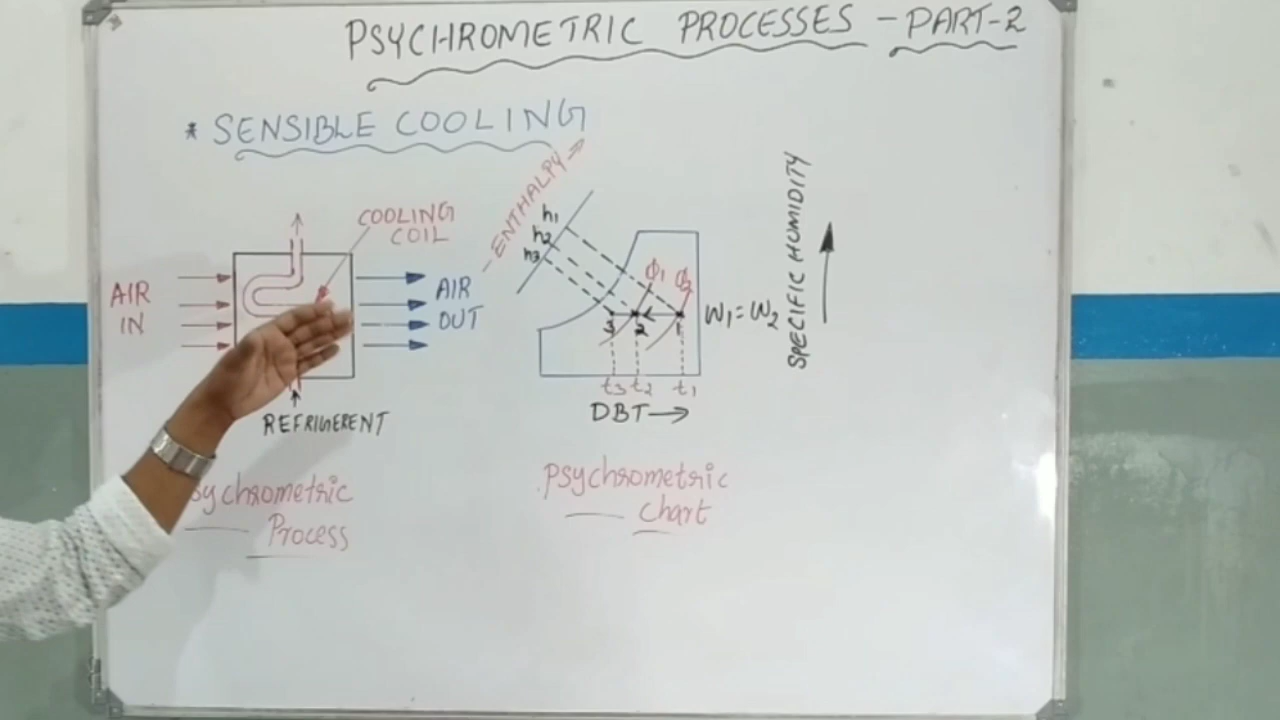 PSYCHROMETRIC PROCESSES - PART-2
* SENSIBLE COOLING
COOLING
COIL
AIR
IN
AIR
OUT
REFRIGERENT
sychrometric
Process
ENTHALPY →
h₁
h₂
h₃
ϕ₁
3 2 1
W₁ = W₂
t₃ t₂ t₁
DBT →
SPECIFIC HUMIDITY
Psychrometric
Chart